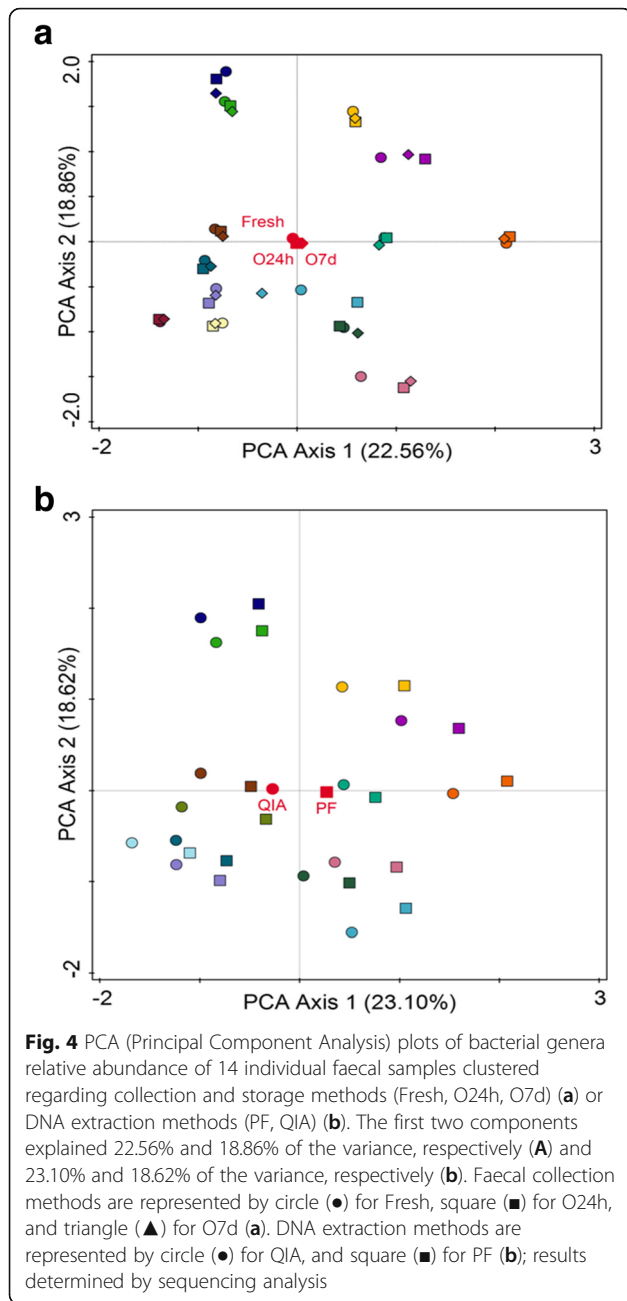 a
2.0
PCA Axis 2 (18.86%)
Fresh
O24h O7d
-2.0
-2
PCA Axis 1 (22.56%)
3
b
3
PCA Axis 2 (18.62%)
QIA
PF
-2
-2
PCA Axis 1 (23.10%)
3
Fig. 4 PCA (Principal Component Analysis) plots of bacterial genera
relative abundance of 14 individual faecal samples clustered
regarding collection and storage methods (Fresh, O24h, O7d) (a) or
DNA extraction methods (PF, QIA) (b). The first two components
explained 22.56% and 18.86% of the variance, respectively (A) and
23.10% and 18.62% of the variance, respectively (b). Faecal collection
methods are represented by circle (●) for Fresh, square (■) for O24h,
and triangle (▲) for O7d (a). DNA extraction methods are
represented by circle (●) for QIA, and square (■) for PF (b); results
determined by sequencing analysis